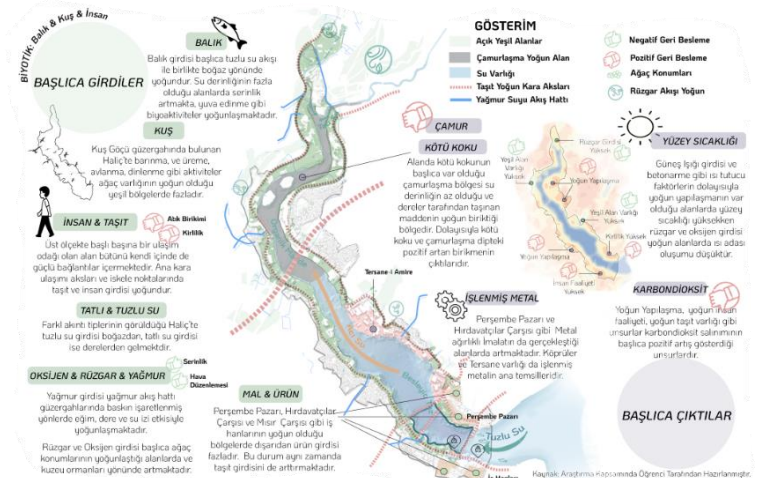 BİYOTİK: Balık & Kuş & İnsan
BAŞLICA GİRDİLER
BALIK
Balık girdisi başlıca tuzlu su akışı
ile birlikte boğaz yönünde
yoğundur. Su derinliğinin fazla
olduğu alanlarda serinlik
artmakta, yuva edinme gibi
biyoaktiviteler yoğunlaşmaktadır.
KUŞ
Kuş Göçü güzergahında bulunan
Haliç'te barınma, ve üreme,
avlanma, dinlenme gibi aktiviteler
ağaç varlığının yoğun olduğu
yeşil bölgelerde fazladır.
İNSAN & TAŞIT
Atık Birikimi
Kirlilik
Üst ölçekte başlı başına bir ulaşım
odağı olan alan bütünü kendi içinde de
güçlü bağlantılar içermektedir. Ana kara
ulaşımı aksları ve iskele noktalarında
taşıt ve insan girdisi yoğundur.
TATLI & TUZLU SU
Farklı akıntı tiplerinin görüldüğü Haliç'te
tuzlu su girdisi boğazdan, tatlı su girdisi
ise derelerden gelmektedir.
OKSİJEN & RÜZGAR & YAĞMUR
Serinlik
Hava
Düzenlemesi
Yağmur girdisi yağmur akış hattı
güzergahlarında baskın işaretlenmiş
yönlerde eğim, dere ve su izi etkisiyle
yoğunlaşmaktadır.
Rüzgar ve Oksijen girdisi başlıca ağaç
konumlarının yoğunlaştığı alanlarda ve
kuzey ormanları yönünde artmaktadır.
MAL & ÜRÜN
Perşembe Pazarı, Hırdavatçılar
Çarşısı ve Mısır Çarşısı gibi iş
hanlarının yoğun olduğu
bölgelerde dışarıdan ürün girdisi
fazladır. Bu durum aynı zamanda
taşıt girdisini de arttırmaktadır.
GÖSTERİM
Açık Yeşil Alanlar
Çamurlaşma Yoğun Alan
Su Varlığı
Taşıt Yoğun Kara Aksları
Yağmur Suyu Akış Hattı
Negatif Geri Besleme
Pozitif Geri Besleme
Ağaç Konumları
Rüzgar Akışı Yoğun
ÇAMUR
KÖTÜ KOKU
Alanda kötü kokunun
başlıca var olduğu
çamurlaşma bölgesi su
derinliğinin az olduğu ve
dereler tarafından taşınan
maddenin yoğun biriktiği
bölgedir. Dolayısıyla kötü
koku ve çamurlaşma dipteki
pozitif artan birikmenin
çıktılarıdır.
Tersane-i Amire
İŞLENMİŞ METAL
Perşembe Pazarı ve
Hırdavatçılar Çarşısı gibi Metal
ağırlıklı İmalatın da gerçekleştiği
alanlarda artmaktadır. Köprüler
ve Tersane varlığı da işlenmiş
metalin ana temsilleridir.
Perşembe Pazarı
Tuzlu Su
İş Hanları
Rüzgar Girdisi
Yüksek
Yeşil Alan
Varlığı
Yüksek
Yoğun Yapılaşma
Yeşil Alan Varlığı
Yüksek
Kirlilik Yüksek
Yoğun Yapılaşma
İnsan Faaliyeti
Yüksek
YÜZEY SICAKLIĞI
Güneş Işığı girdisi ve
betonarme gibi ısı tutucu
faktörlerin dolayısıyla
yoğun yapılaşmanın var
olduğu alanlarda yüzey
sıcaklığı yüksekken
rüzgar ve oksijen girdisi
yoğun alanlarda ısı adası
oluşumu düşüktür.
KARBONDİOKSİT
Yoğun Yapılaşma, yoğun insan
faaliyeti, yoğun taşıt varlığı gibi
unsurlar karbondioksit salınımının
başlıca pozitif artış gösterdiği
unsurlardır.
BAŞLICA ÇIKTILAR
Kaynak: Araştırma Kapsamında Öğrenci Tarafından Hazırlanmıştır.